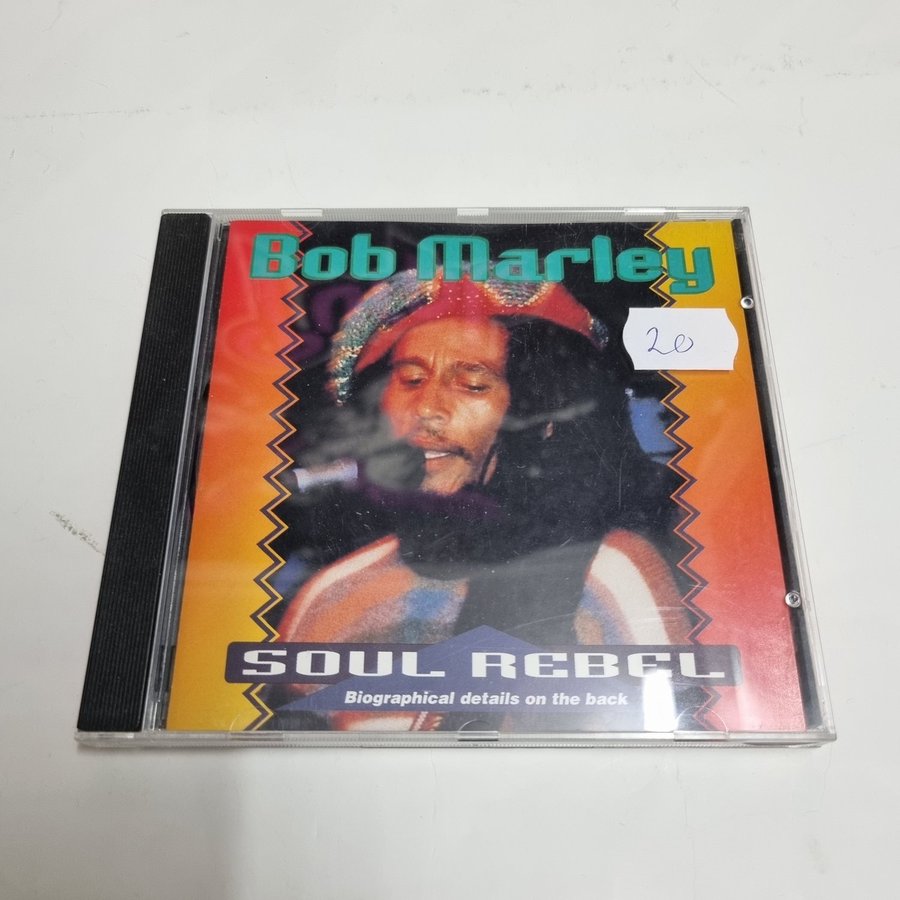 Bob Marley
20
SOUL REBEL
Biographical details on the back